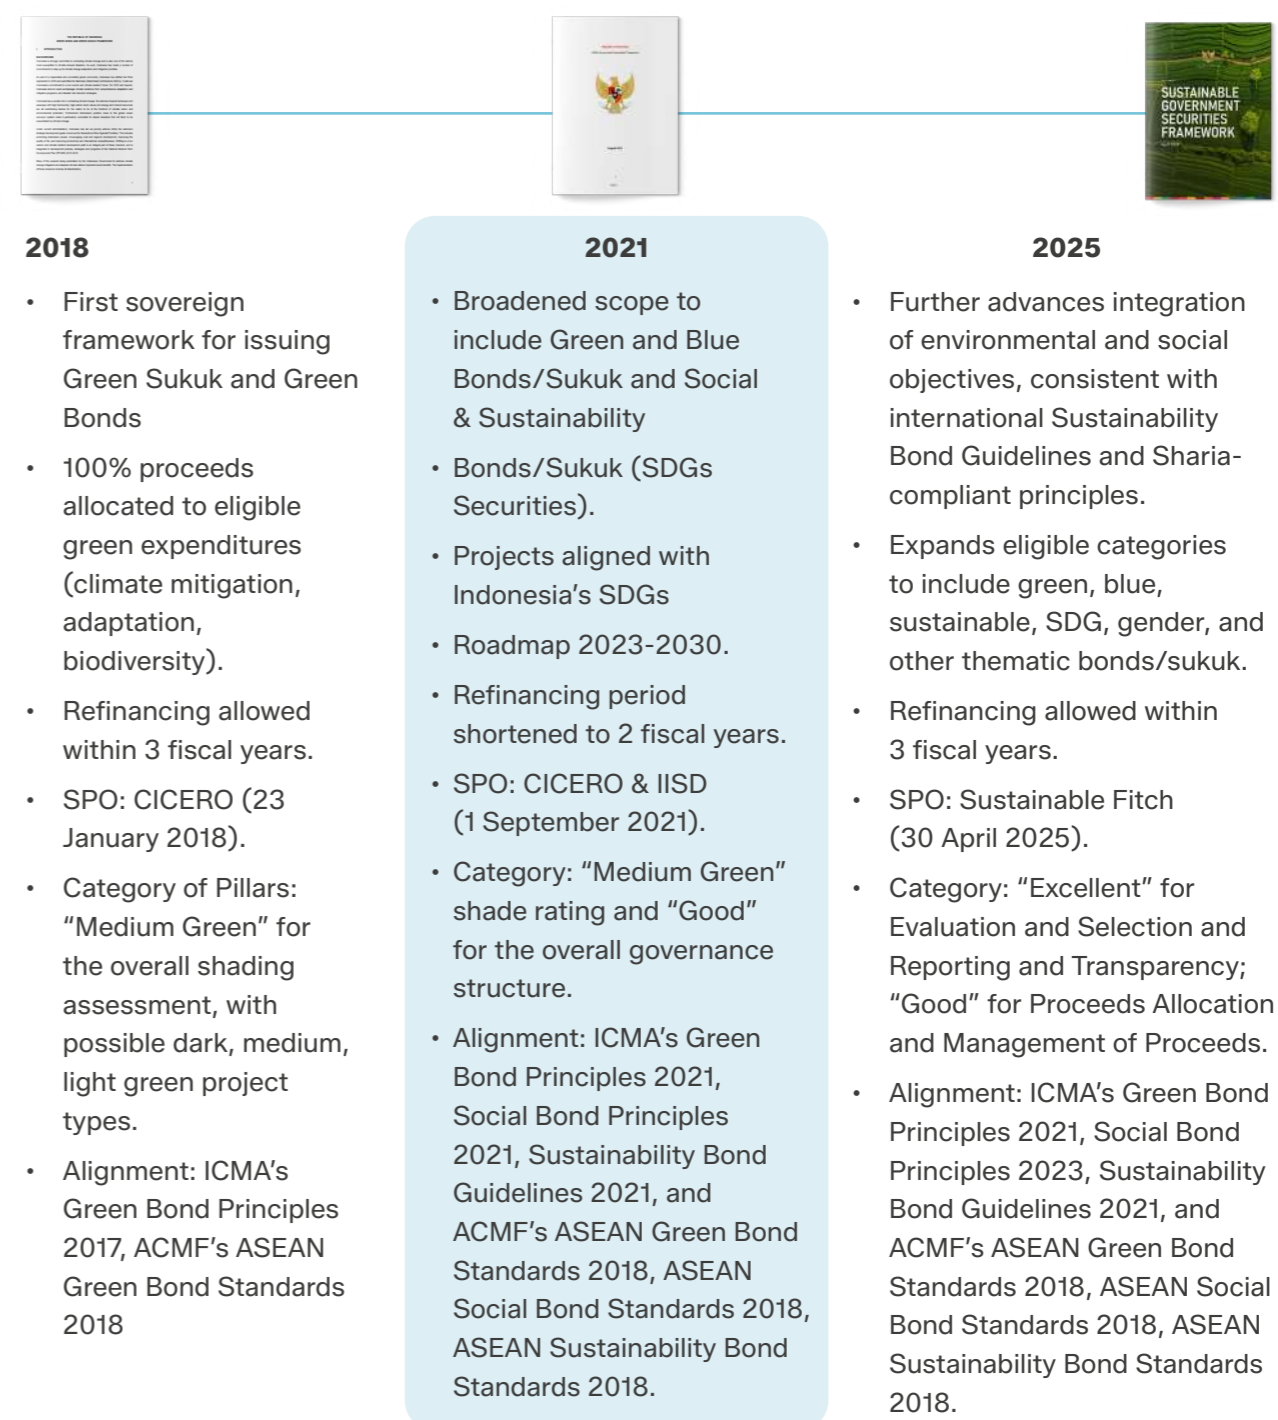 SUSTAINABLE
GOVERNMENT
SECURITIES
FRAMEWORK
2018
• First sovereign
framework for issuing
Green Sukuk and Green
Bonds
• 100% proceeds
allocated to eligible
green expenditures
(climate mitigation,
adaptation,
biodiversity).
• Refinancing allowed
within 3 fiscal years.
• SPO: CICERO (23
January 2018).
• Category of Pillars:
“Medium Green” for
the overall shading
assessment, with
possible dark, medium,
light green project
types.
• Alignment: ICMA’s
Green Bond Principles
2017, ACMF’s ASEAN
Green Bond Standards
2018
2021
• Broadened scope to
include Green and Blue
Bonds/Sukuk and Social
& Sustainability
• Bonds/Sukuk (SDGs
Securities).
• Projects aligned with
Indonesia’s SDGs
• Roadmap 2023-2030.
• Refinancing period
shortened to 2 fiscal years.
• SPO: CICERO & IISD
(1 September 2021).
• Category: “Medium Green”
shade rating and “Good”
for the overall governance
structure.
• Alignment: ICMA’s Green
Bond Principles 2021,
Social Bond Principles
2021, Sustainability Bond
Guidelines 2021, and
ACMF’s ASEAN Green Bond
Standards 2018, ASEAN
Social Bond Standards 2018,
ASEAN Sustainability Bond
Standards 2018.
2025
• Further advances integration
of environmental and social
objectives, consistent with
international Sustainability
Bond Guidelines and Sharia-
compliant principles.
• Expands eligible categories
to include green, blue,
sustainable, SDG, gender, and
other thematic bonds/sukuk.
• Refinancing allowed within
3 fiscal years.
• SPO: Sustainable Fitch
(30 April 2025).
• Category: “Excellent” for
Evaluation and Selection and
Reporting and Transparency;
“Good” for Proceeds Allocation
and Management of Proceeds.
• Alignment: ICMA’s Green Bond
Principles 2021, Social Bond
Principles 2023, Sustainability
Bond Guidelines 2021, and
ACMF’s ASEAN Green Bond
Standards 2018, ASEAN Social
Bond Standards 2018, ASEAN
Sustainability Bond Standards
2018.